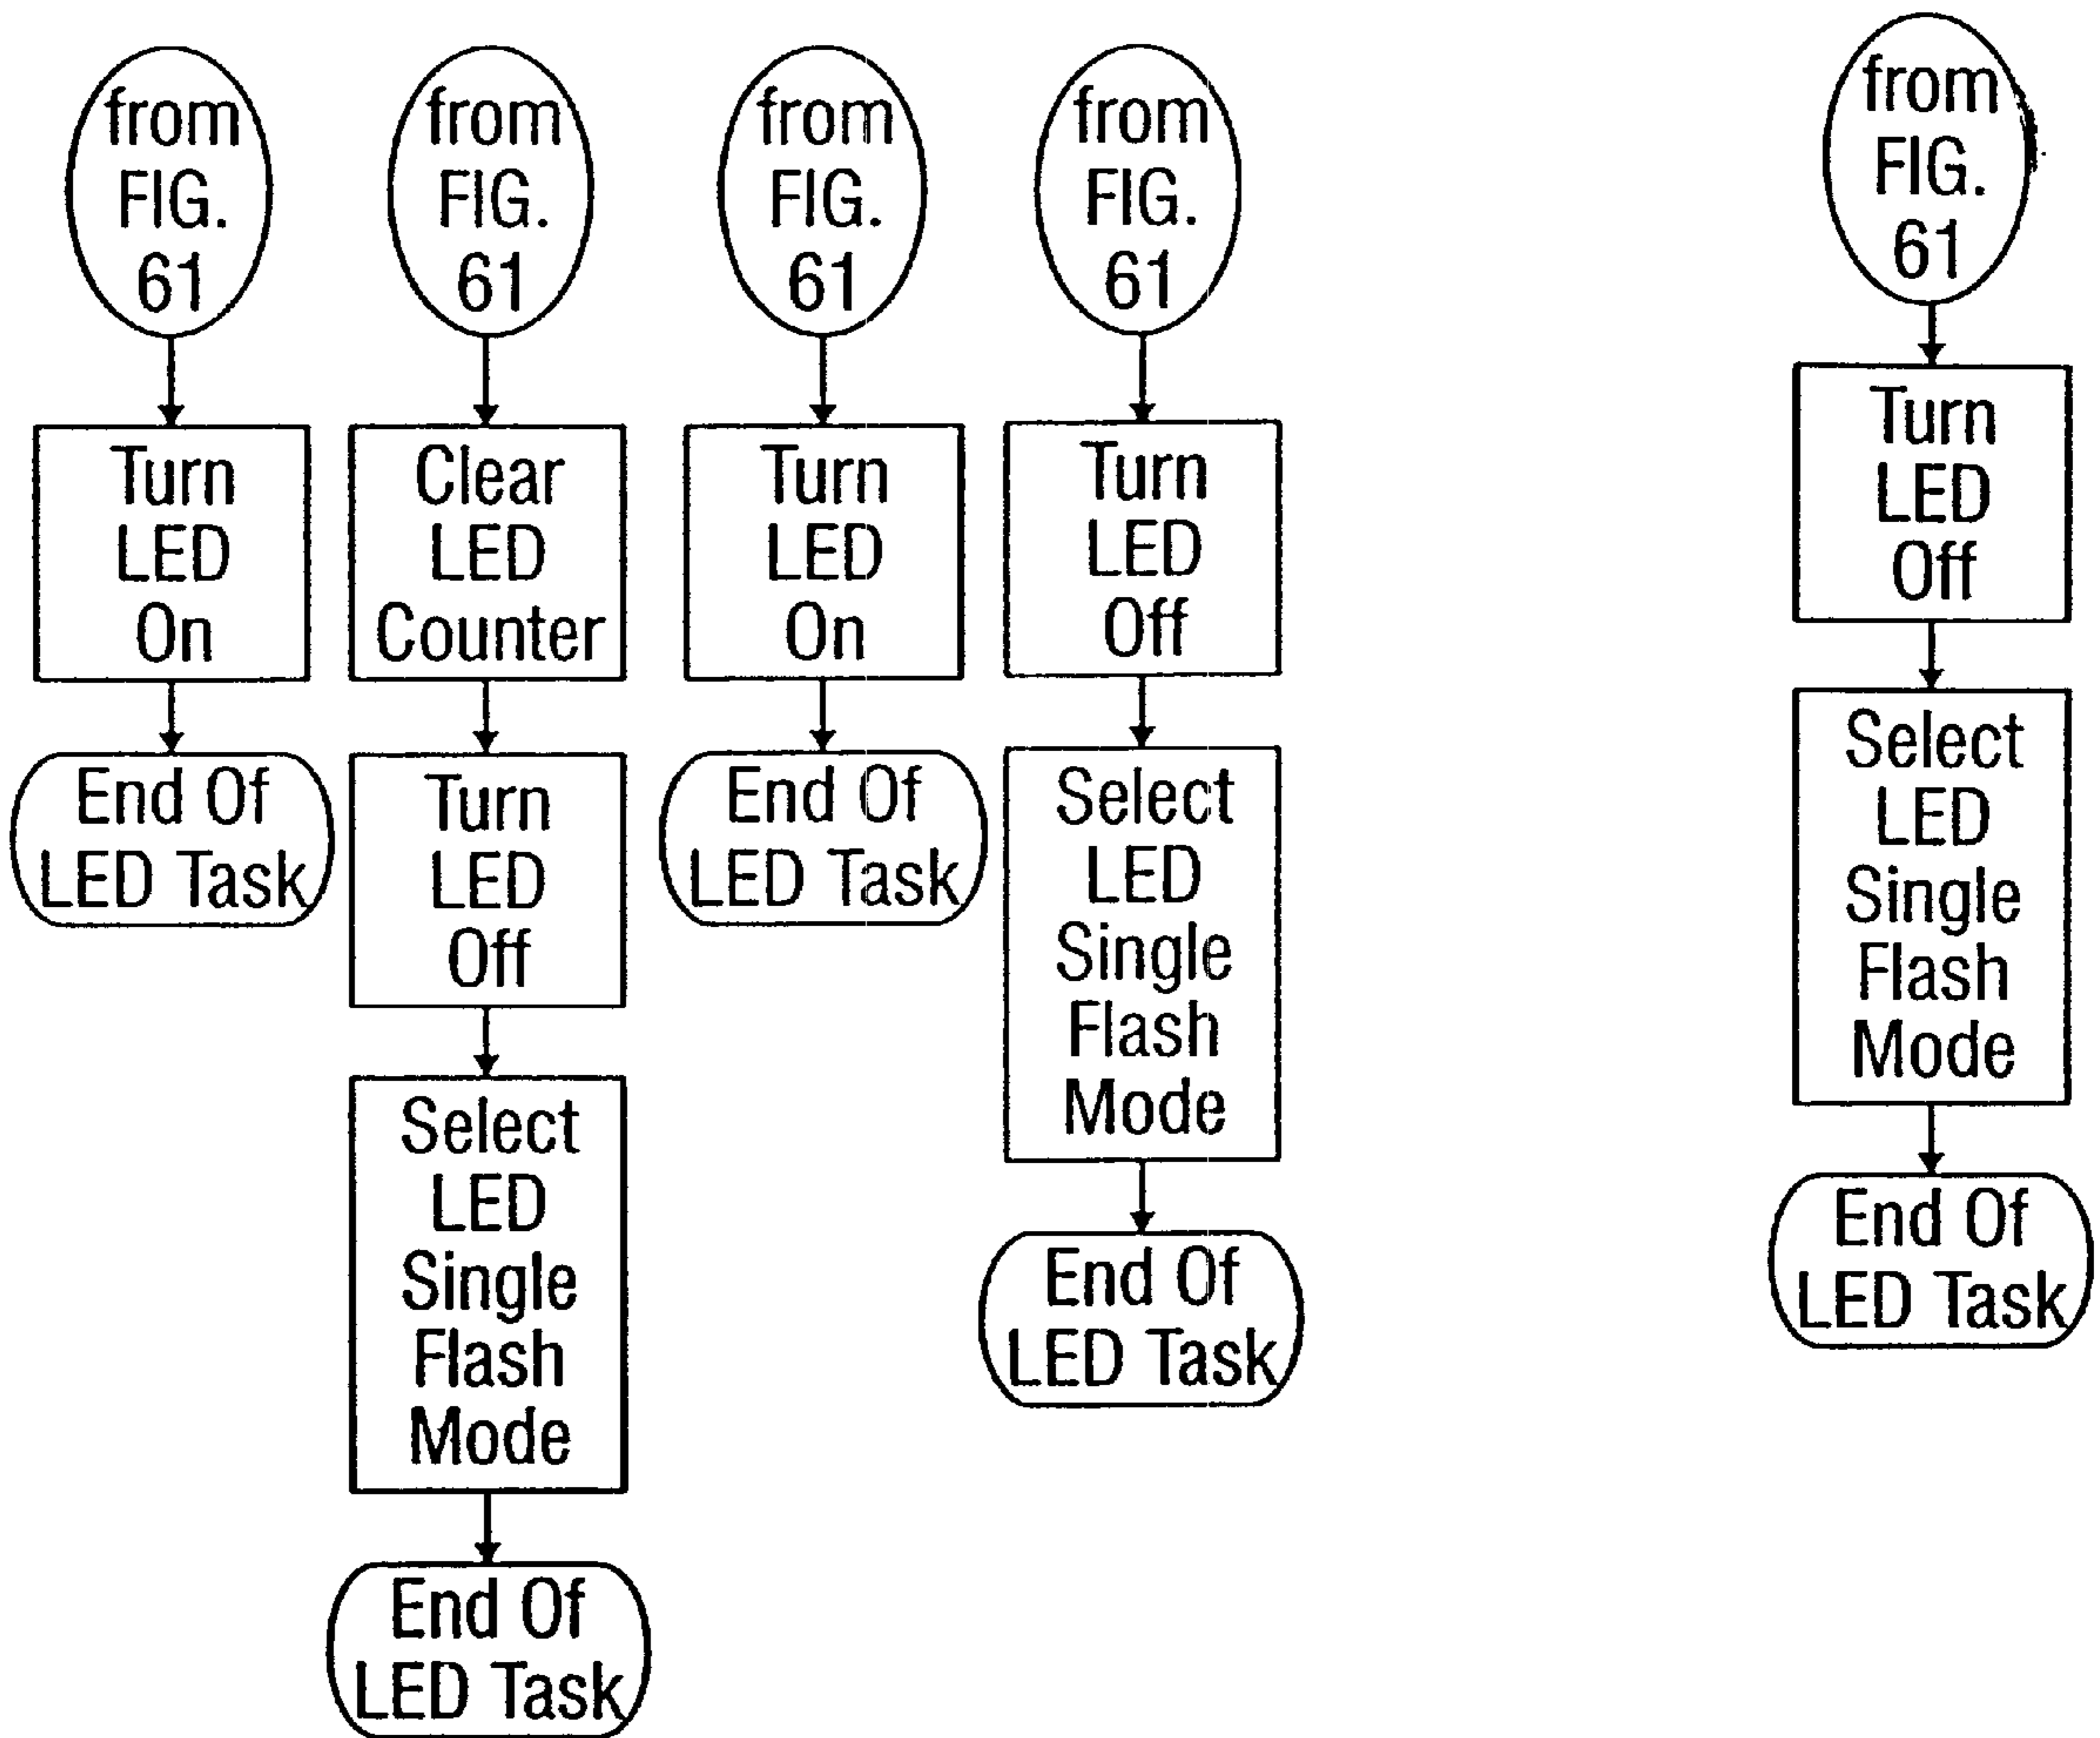 from
FIG.
61
Turn
LED
On
End Of
LED Task
from
FIG.
61
Clear
LED
Counter
Turn
LED
Off
Select
LED
Single
Flash
Mode
End Of
LED Task
from
FIG.
61
Turn
LED
On
End Of
LED Task
from
FIG.
61
Turn
LED
Off
Select
LED
Single
Flash
Mode
End Of
LED Task
from
FIG.
61
Turn
LED
Off
Select
LED
Single
Flash
Mode
End Of
LED Task